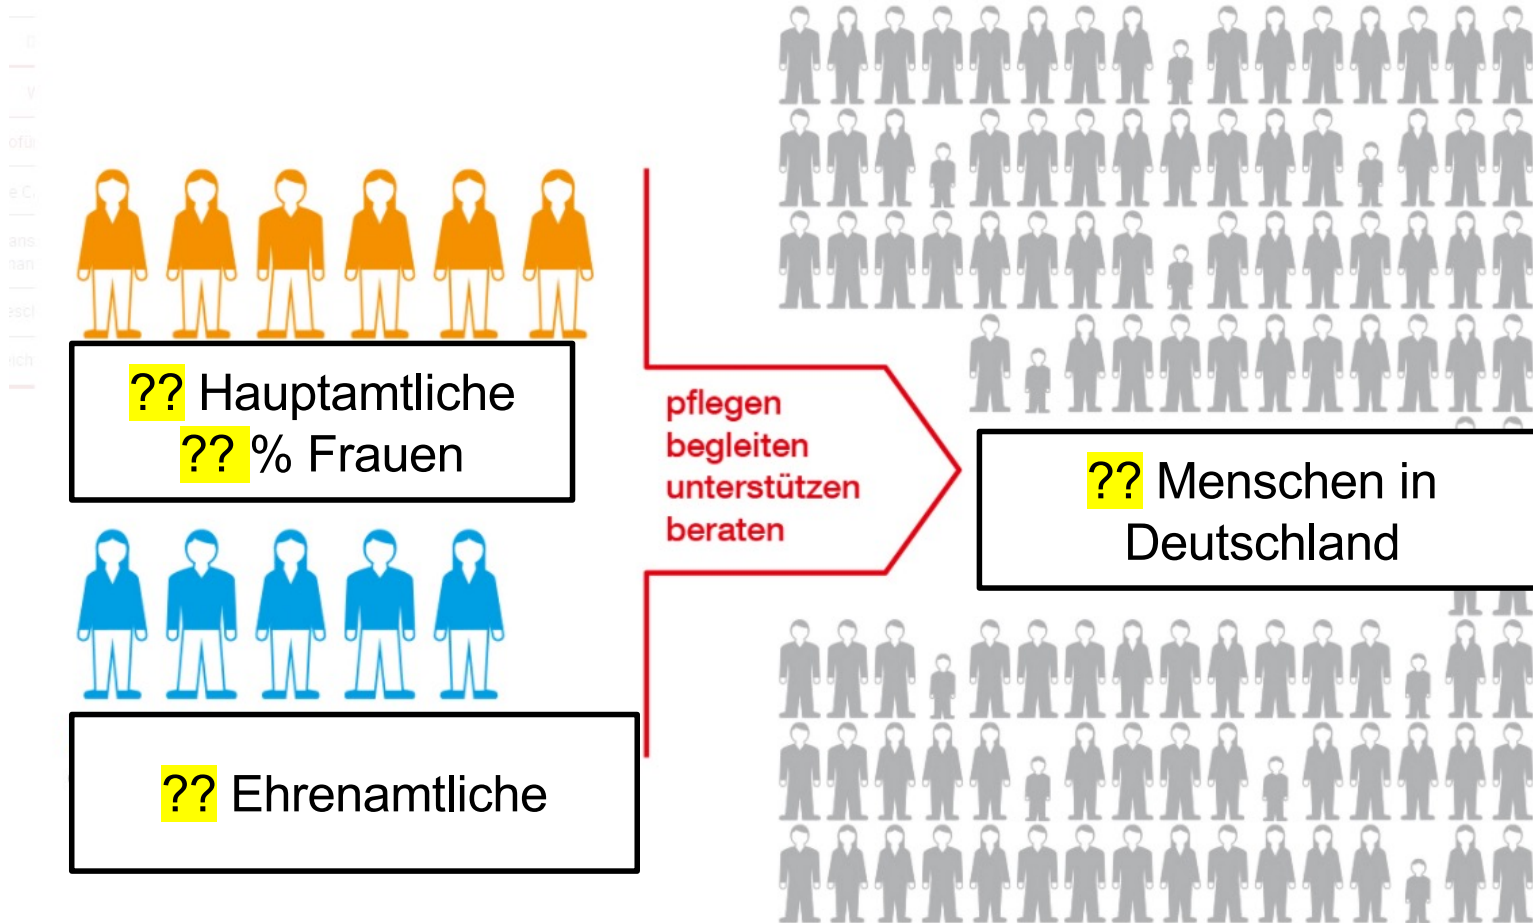 ?? Hauptamtliche
?? % Frauen
pflegen
begleiten
unterstützen
beraten
?? Menschen in
Deutschland
?? Ehrenamtliche